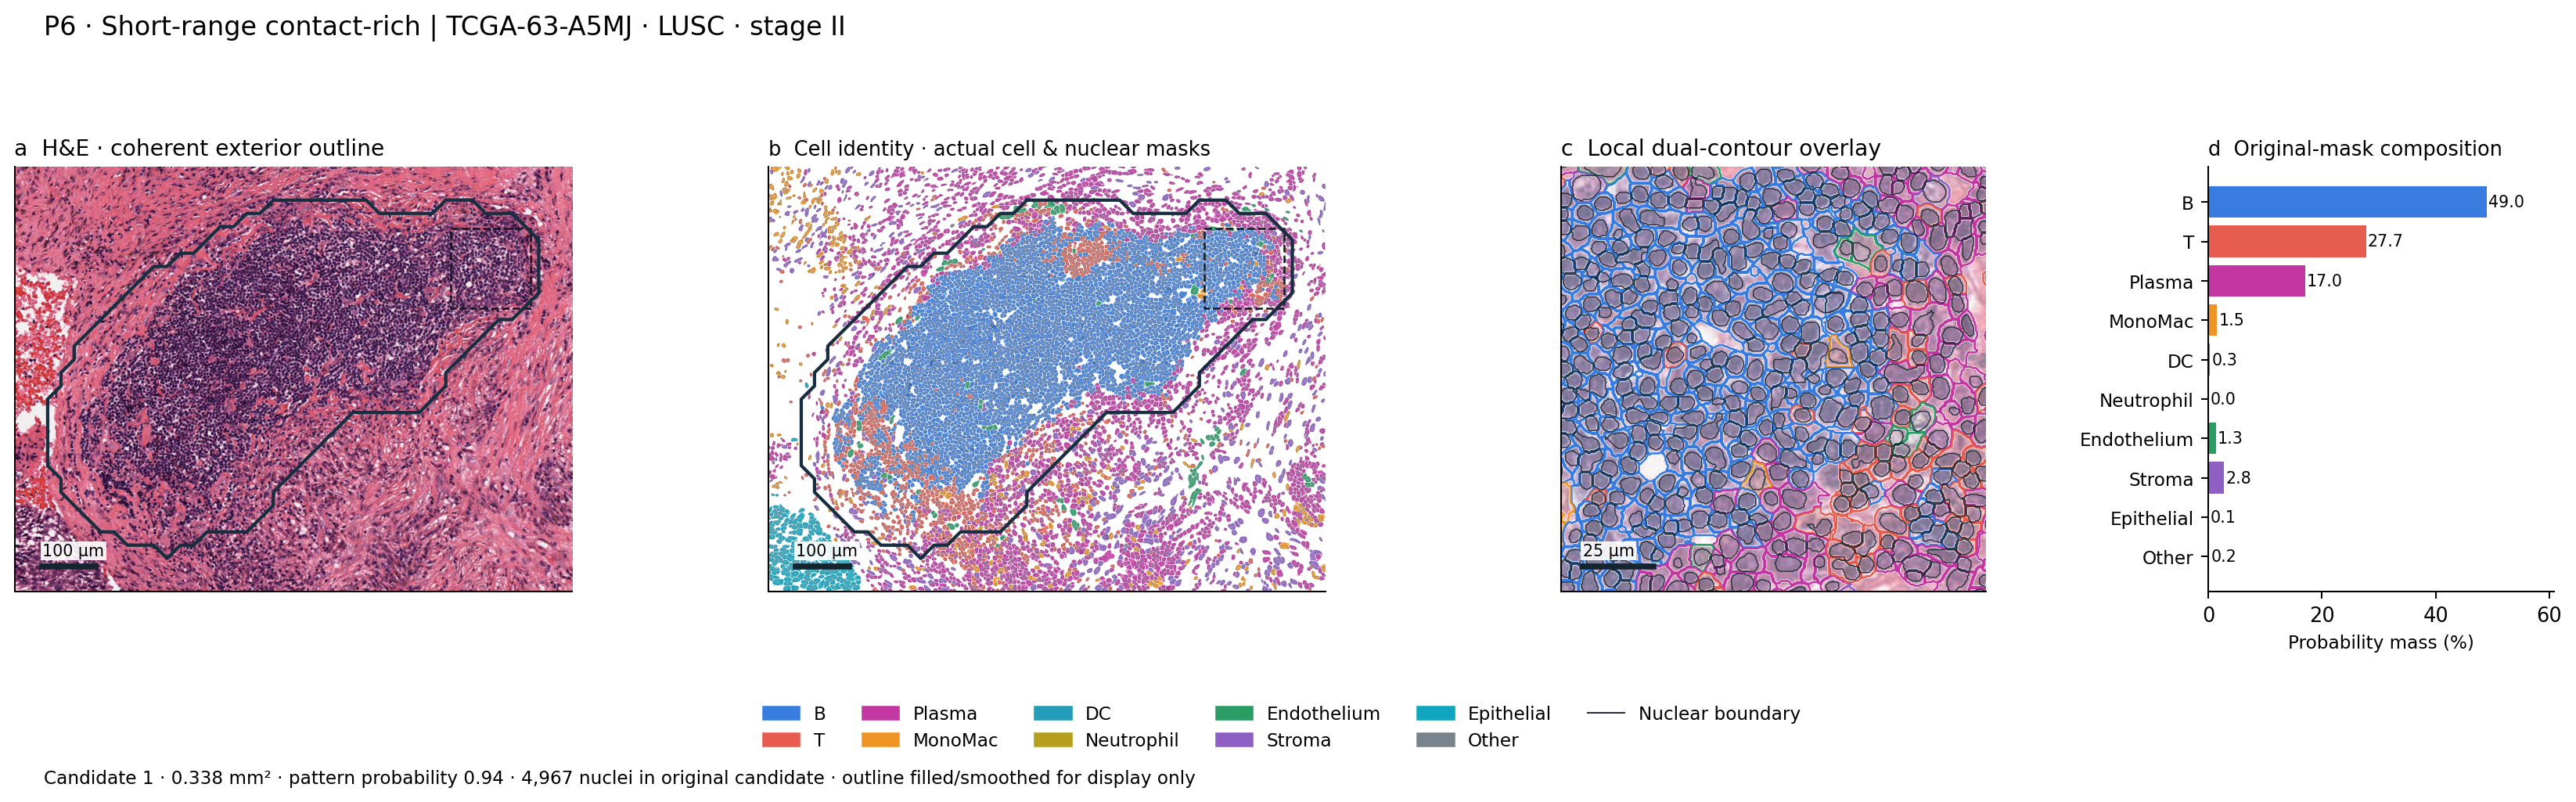 P6 · Short-range contact-rich | TCGA-63-A5MJ · LUSC · stage II
a H&E · coherent exterior outline
100 µm
b Cell identity · actual cell & nuclear masks
100 µm
c Local dual-contour overlay
25 µm
d Original-mask composition
B 49.0
T 27.7
Plasma 17.0
MonoMac 1.5
DC 0.3
Neutrophil 0.0
Endothelium 1.3
Stroma 2.8
Epithelial 0.1
Other 0.2
0 20 40 60
Probability mass (%)
B Plasma DC Endothelium Epithelial Nuclear boundary
T MonoMac Neutrophil Stroma Other
Candidate 1 · 0.338 mm² · pattern probability 0.94 · 4,967 nuclei in original candidate · outline filled/smoothed for display only